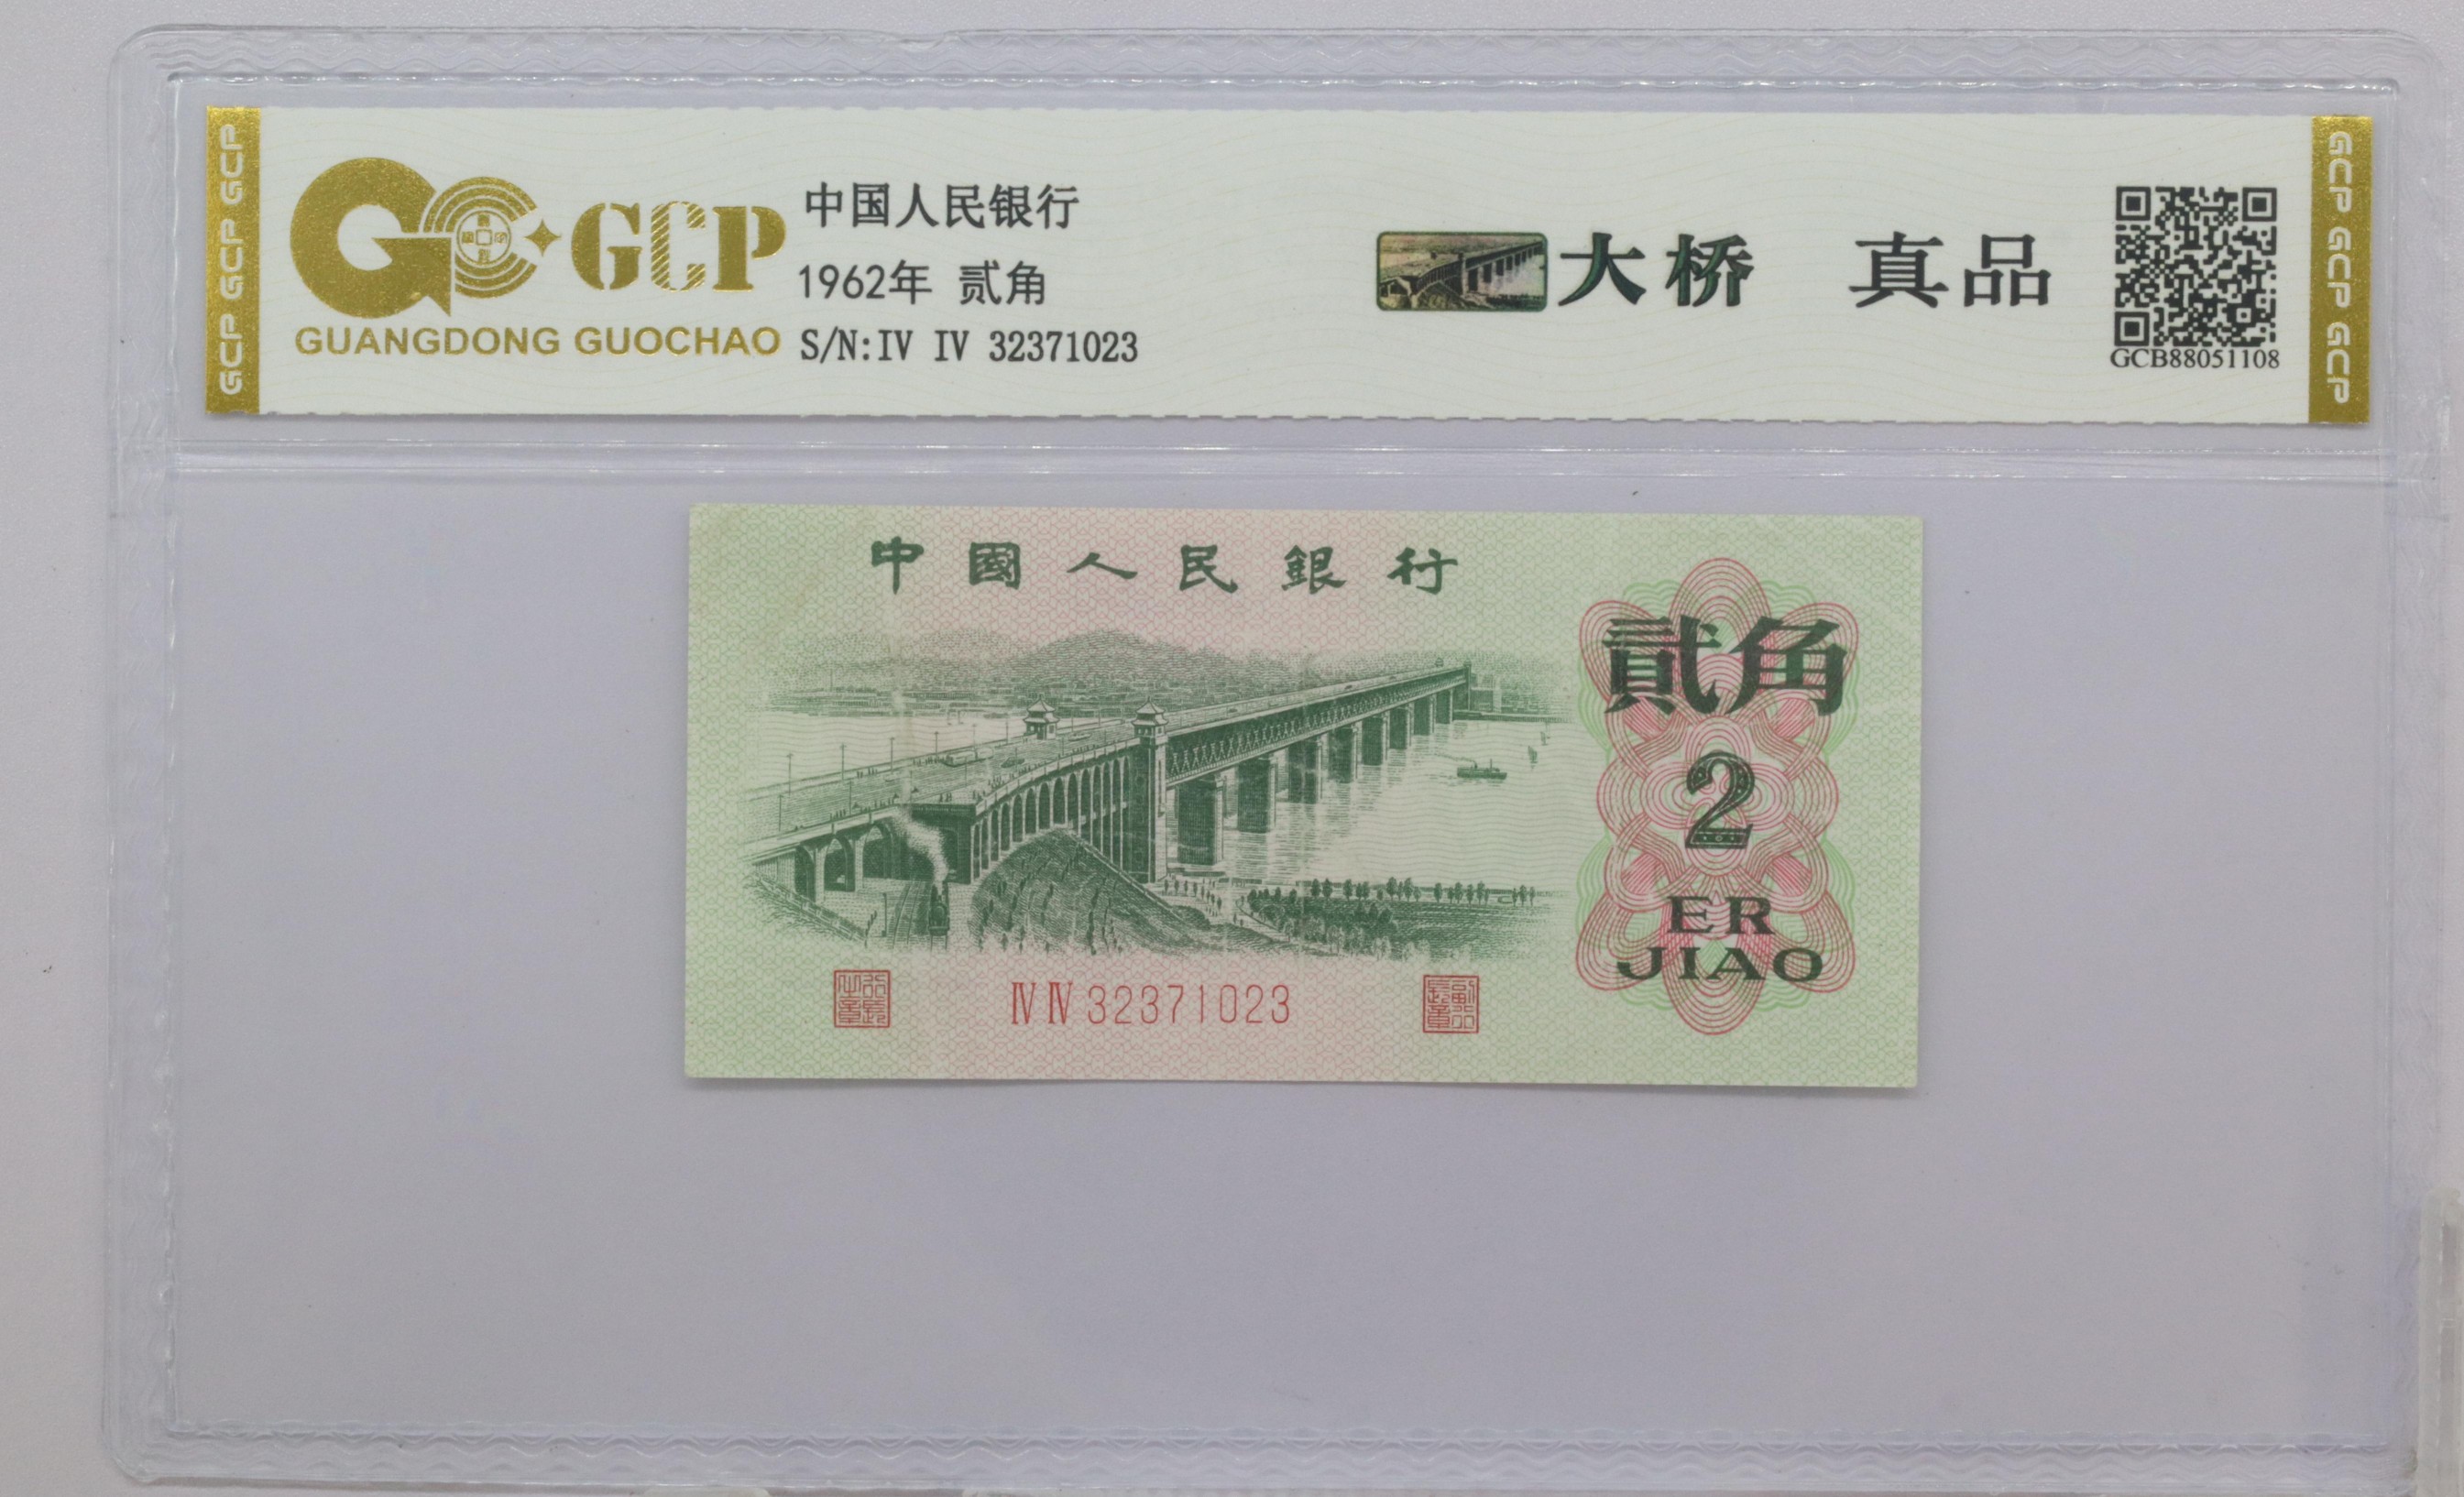 GCP GCP GCP
GCP
GUANGDONG GUOCHAO
中国人民银行
1962年 贰角
S/N:IV IV 32371023
大桥 真品
GCB88051108
GCP GCP GCP
中國人民銀行
貳角
2
ER
JIAO
IV IV 32371023